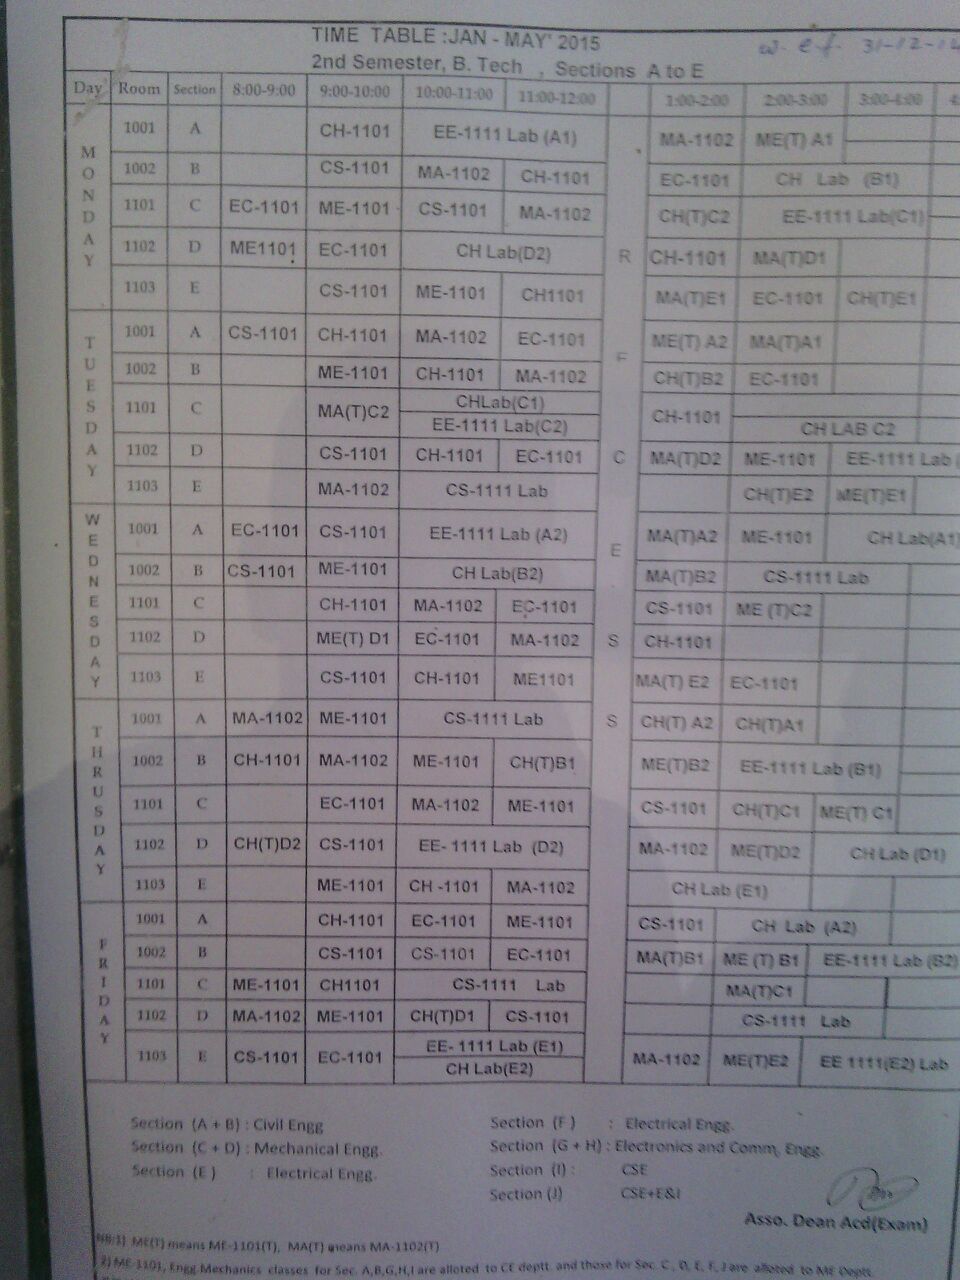 TIME TABLE :JAN - MAY' 2015
w. e.f. 31-12-14
2nd Semester, B. Tech , Sections A to E
Day Room Section 8:00-9:00 9:00-10:00 10:00-11:00 11:00-12:00 1:00-2:00 2:00-3:00 3:00-4:00 4:
MONDAY
1001 A CH-1101 EE-1111 Lab (A1) MA-1102 ME(T) A1
1002 B CS-1101 MA-1102 CH-1101 EC-1101 CH Lab (B1)
1101 C EC-1101 ME-1101 CS-1101 MA-1102 CH(T)C2 EE-1111 Lab(C1)
1102 D ME1101 EC-1101 CH Lab(D2) R CH-1101 MA(T)D1
1103 E CS-1101 ME-1101 CH1101 MA(T)E1 EC-1101 CH(T)E1
TUESDAY
1001 A CS-1101 CH-1101 MA-1102 EC-1101 F ME(T) A2 MA(T)A1
1002 B ME-1101 CH-1101 MA-1102 CH(T)B2 EC-1101
1101 C MA(T)C2 CHLab(C1) CH-1101
EE-1111 Lab(C2) CH LAB C2
1102 D CS-1101 CH-1101 EC-1101 C MA(T)D2 ME-1101 EE-1111 Lab (
1103 E MA-1102 CS-1111 Lab CH(T)E2 ME(T)E1
WEDNESDAY
1001 A EC-1101 CS-1101 EE-1111 Lab (A2) E MA(T)A2 ME-1101 CH Lab(A1)
1002 B CS-1101 ME-1101 CH Lab(B2) MA(T)B2 CS-1111 Lab
1101 C CH-1101 MA-1102 EC-1101 CS-1101 ME (T)C2
1102 D ME(T) D1 EC-1101 MA-1102 S CH-1101
1103 E CS-1101 CH-1101 ME1101 MA(T) E2 EC-1101
THRUSDAY
1001 A MA-1102 ME-1101 CS-1111 Lab S CH(T) A2 CH(T)A1
1002 B CH-1101 MA-1102 ME-1101 CH(T)B1 ME(T)B2 EE-1111 Lab (B1)
1101 C EC-1101 MA-1102 ME-1101 CS-1101 CH(T)C1 ME(T) C1
1102 D CH(T)D2 CS-1101 EE- 1111 Lab (D2) MA-1102 ME(T)D2 CH Lab (D1)
1103 E ME-1101 CH -1101 MA-1102 CH Lab (E1)
FRIDAY
1001 A CH-1101 EC-1101 ME-1101 CS-1101 CH Lab (A2)
1002 B CS-1101 CS-1101 EC-1101 MA(T)B1 ME (T) B1 EE-1111 Lab (B2)
1101 C ME-1101 CH1101 CS-1111 Lab MA(T)C1
1102 D MA-1102 ME-1101 CH(T)D1 CS-1101 CS-1111 Lab
1103 E CS-1101 EC-1101 EE- 1111 Lab (E1) MA-1102 ME(T)E2 EE 1111(E2) Lab
CH Lab(E2)
Section (A + B) : Civil Engg Section (F ) : Electrical Engg.
Section (C + D) : Mechanical Engg. Section (G + H) : Electronics and Comm, Engg.
Section (E ) : Electrical Engg. Section (I) : CSE
Section (J) CSE+E&I
Asso. Dean Acd(Exam)
NB:1) ME(T) means ME-1101(T), MA(T) means MA-1102(T)
2) ME-1101, Engg.Mechanics classes for Sec. A,B,G,H,I are alloted to CE deptt. and those for Sec. C , D, E, F, J are alloted to ME Deptt.